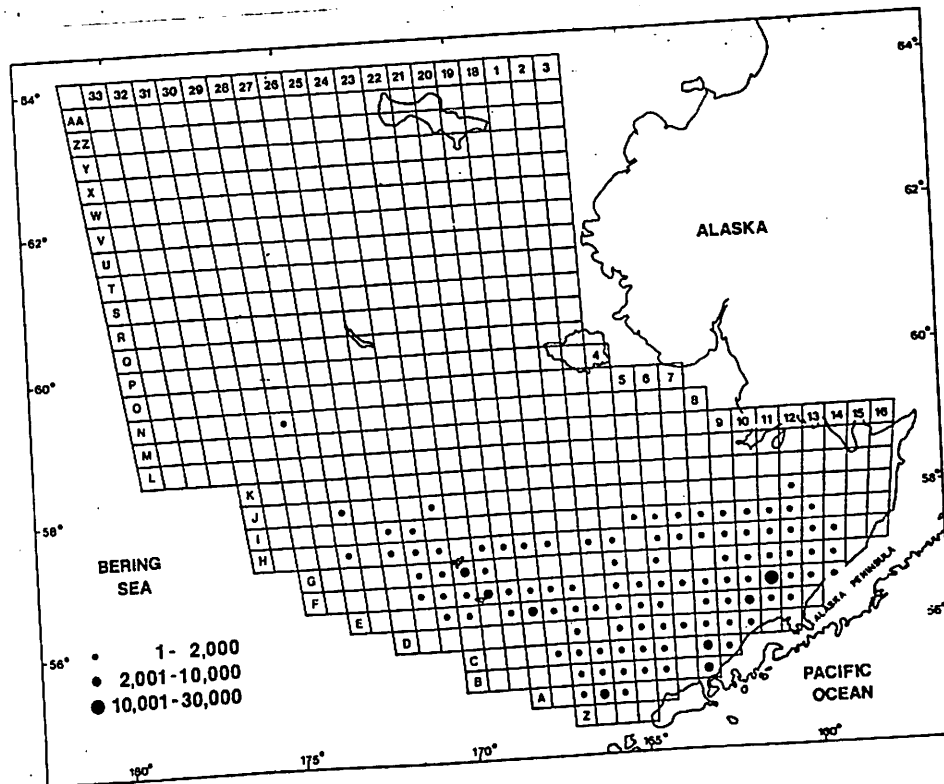 33 32 31 30 29 28 27 26 25 24 23 22 21 20 19 18 1 2 3
64°
64°
AA
ZZ
Y
X
W
V
U
T
S
R
Q
P
O
N
M
L
62°
62°
ALASKA
60°
60°
4
5 6 7
8
9 10 11 12 13 14 15 16
K
J
I
H
G
F
E
D
C
B
A
Z
58°
58°
BERING
SEA
ALASKA PENINSULA
56°
56°
1 - 2,000
2,001 - 10,000
10,001 - 30,000
PACIFIC
OCEAN
180°
175°
170°
165°
160°